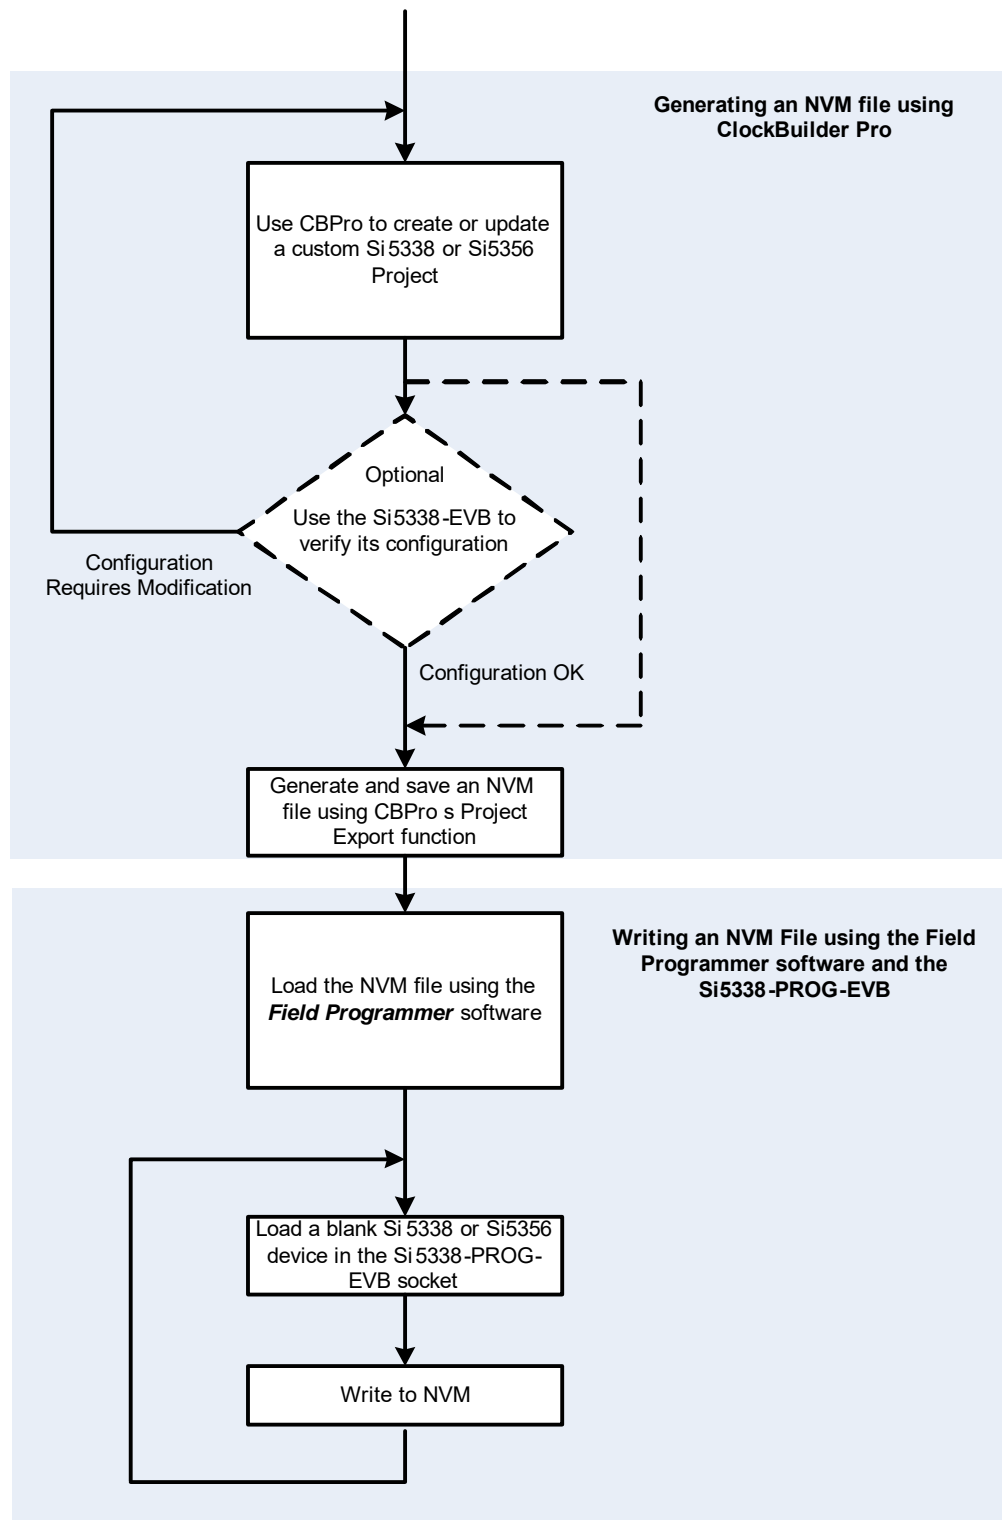 Generating an NVM file using
ClockBuilder Pro
Use CBPro to create or update
a custom Si5338 or Si5356
Project
Optional
Use the Si5338-EVB to
verify its configuration
Configuration
Requires Modification
Configuration OK
Generate and save an NVM
file using CBPro s Project
Export function
Writing an NVM File using the Field
Programmer software and the
Si5338-PROG-EVB
Load the NVM file using the
Field Programmer software
Load a blank Si5338 or Si5356
device in the Si5338-PROG-
EVB socket
Write to NVM